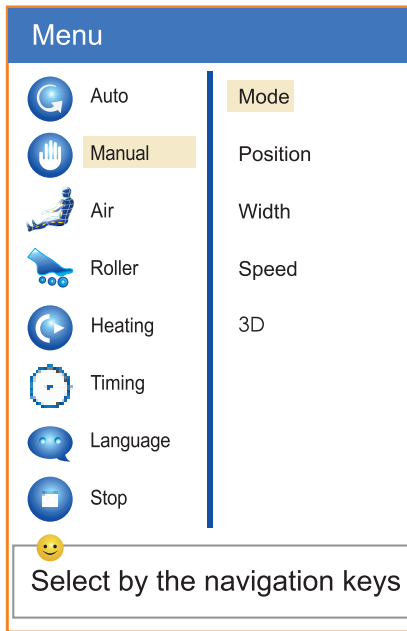 Menu
Auto
Manual
Air
Roller
Heating
Timing
Language
Stop
Mode
Position
Width
Speed
3D
Select by the navigation keys